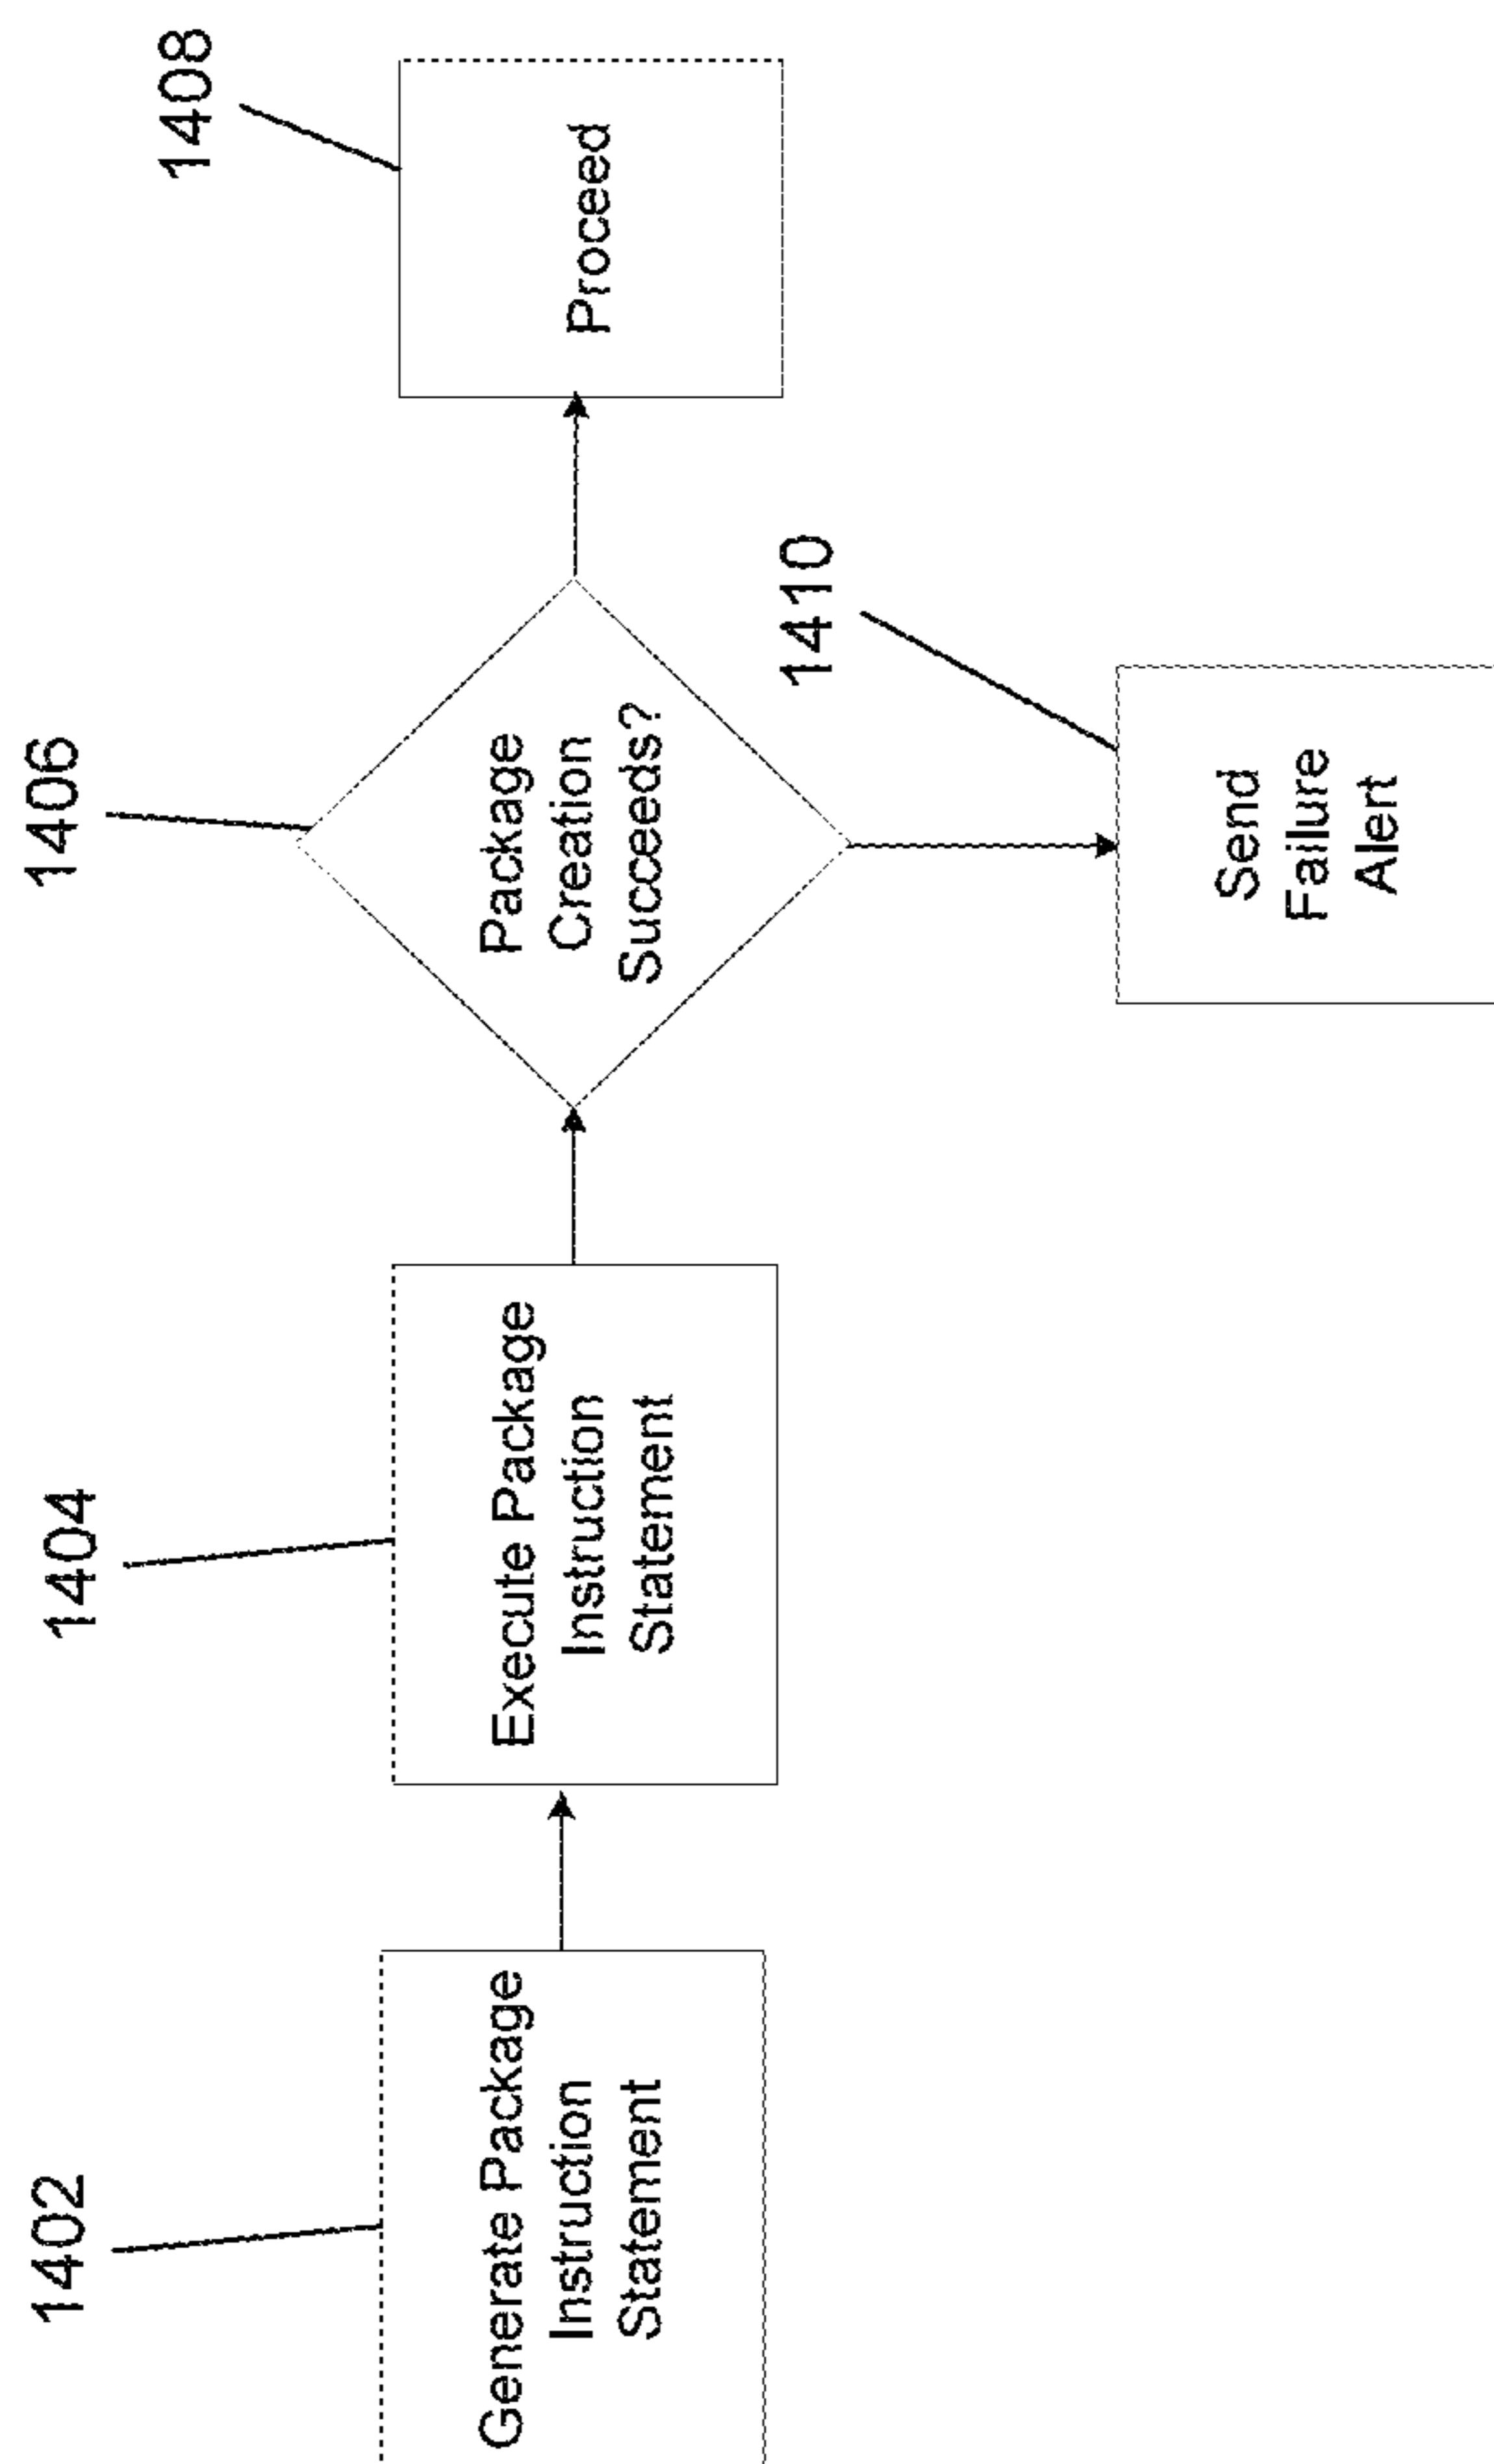 1402
Generate Package
Instruction
Statement
1404
Execute Package
Instruction
Statement
1406
Package
Creation
Succeeds?
1408
Proceed
1410
Send
Failure
Alert